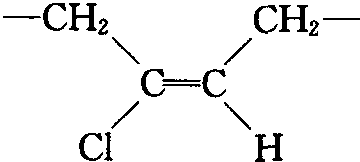 —CH₂ CH₂—
C=C
Cl H